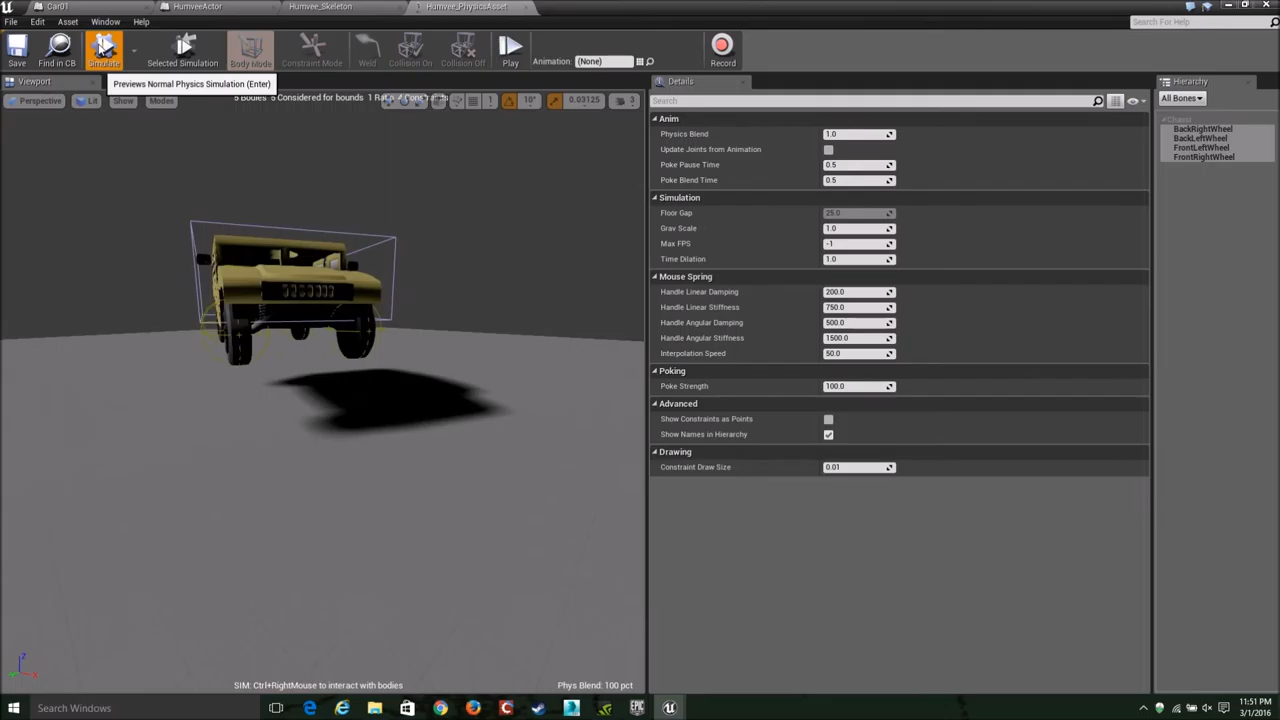 Car01
HumveeActor
Humvee_Skeleton
Humvee_PhysicsAsset
File Edit Asset Window Help
Search For Help
Save
Find in CB
Simulate
Selected Simulation
Body Mode
Constraint Mode
Weld
Collision On
Collision Off
Play
Animation: (None)
Record
Previews Normal Physics Simulation (Enter)
Viewport
Details
Hierarchy
Perspective
Lit
Show
Modes
5 Bodies 5 Considered for bounds
1
10°
0.03125
3
Search
All Bones
BackRightWheel
BackLeftWheel
FrontLeftWheel
FrontRightWheel
Anim
Physics Blend 1.0
Update Joints from Animation
Poke Pause Time 0.5
Poke Blend Time 0.5
Simulation
Floor Gap 25.0
Grav Scale 1.0
Max FPS -1
Time Dilation 1.0
Mouse Spring
Handle Linear Damping 200.0
Handle Linear Stiffness 750.0
Handle Angular Damping 500.0
Handle Angular Stiffness 1500.0
Interpolation Speed 50.0
Poking
Poke Strength 100.0
Advanced
Show Constraints as Points
Show Names in Hierarchy
Drawing
Constraint Draw Size 0.01
SIM: Ctrl+RightMouse to interact with bodies
Phys Blend: 100 pct
Search Windows
11:51 PM
3/1/2016